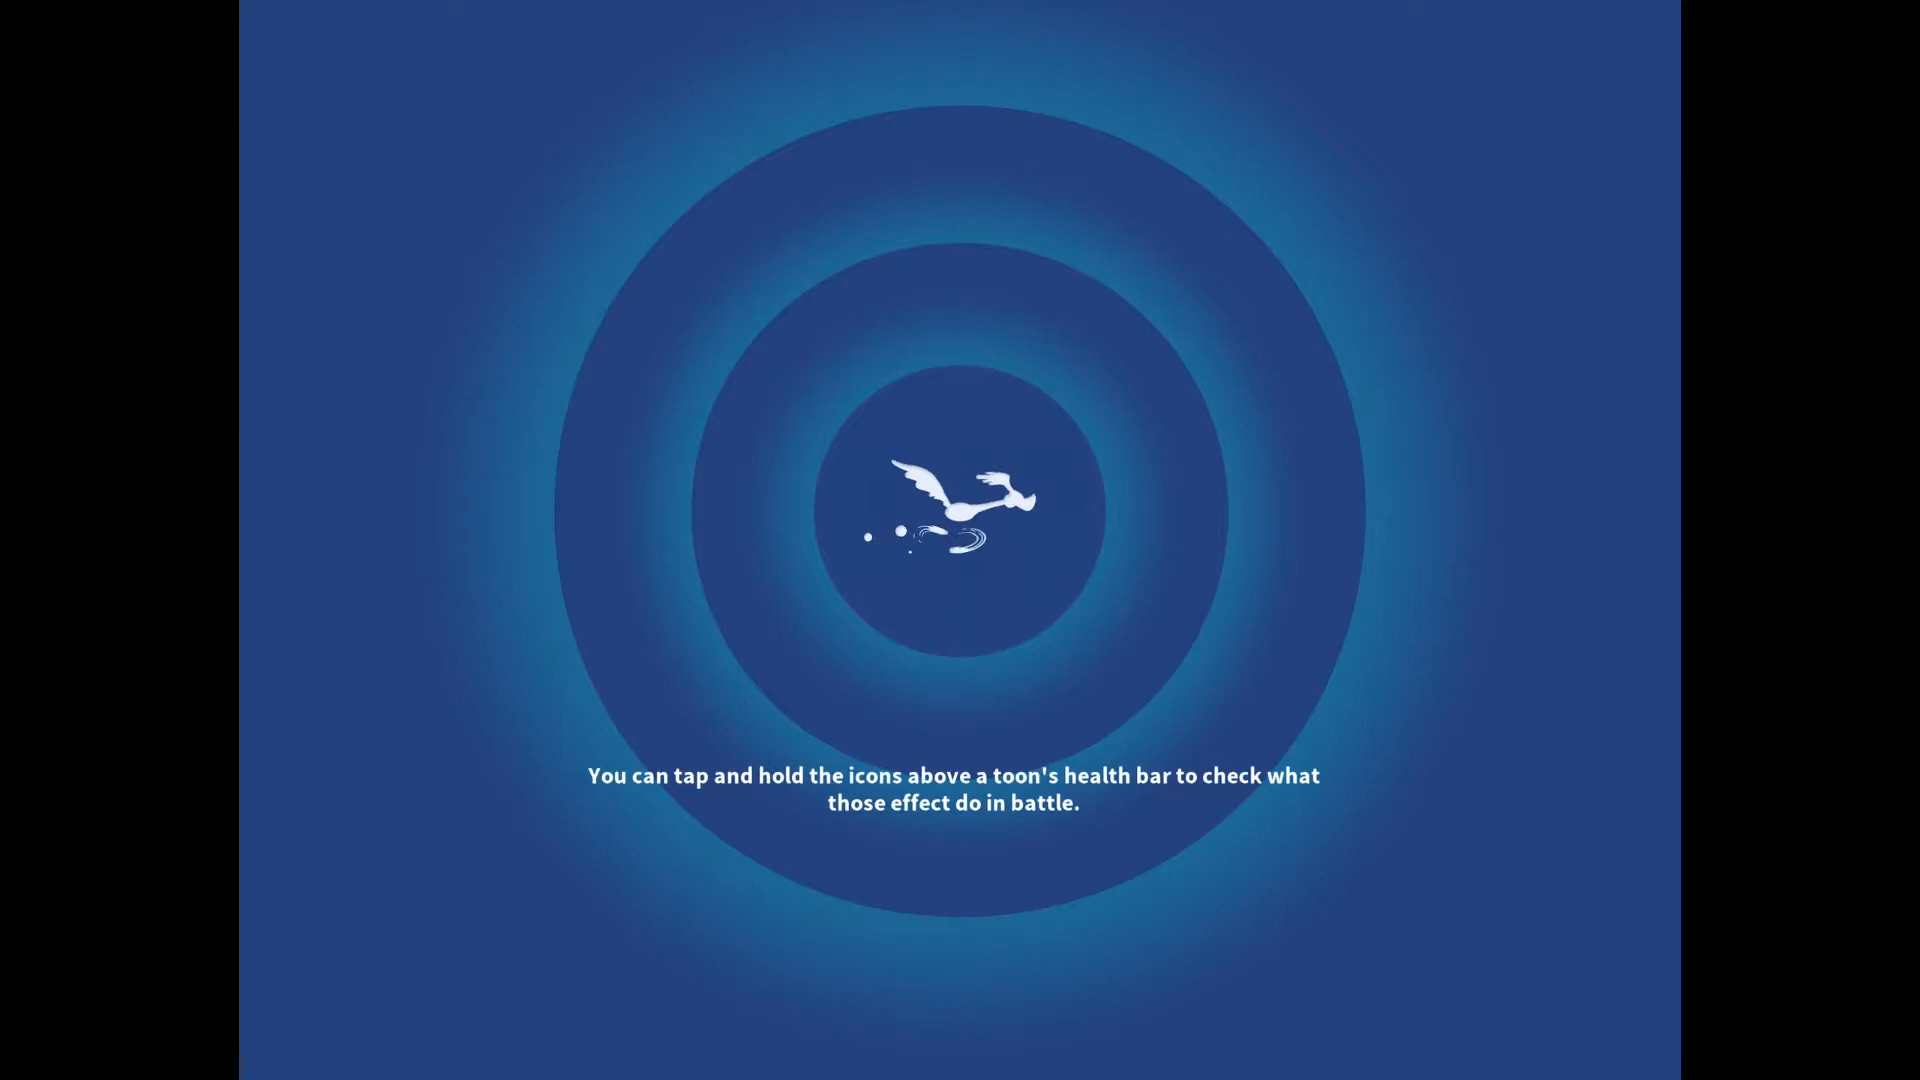 You can tap and hold the icons above a toon's health bar to check what
those effect do in battle.